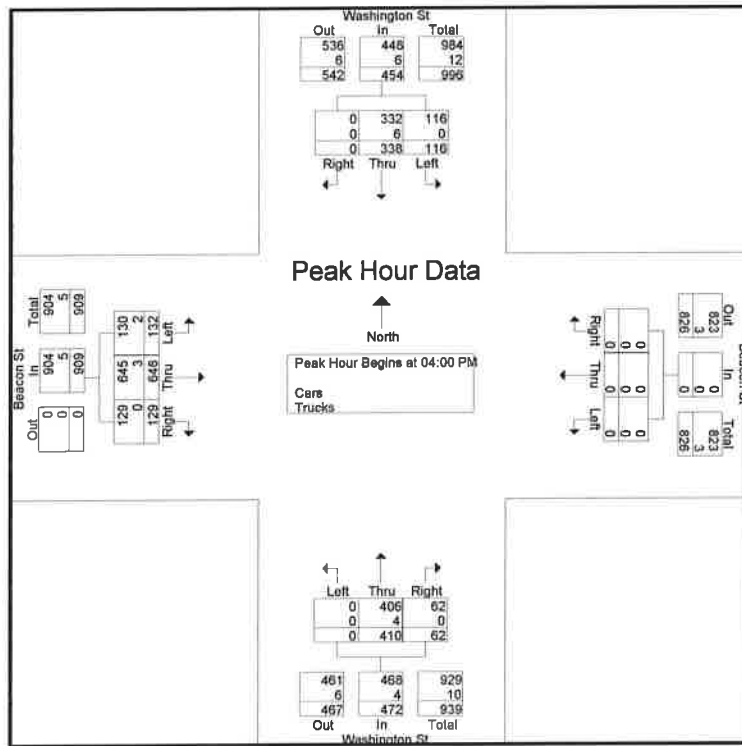 Washington St
Out In Total
536 448 984
6 6 12
542 454 996
0 332 116
0 6 0
0 338 116
Right Thru Left
Peak Hour Data
North
Peak Hour Begins at 04:00 PM
Cars
Trucks
Beacon St
Total
904 5 909
In
904 5 909
Out
0 0 0
130 2 132
645 3 648
129 0 129
Left
Thru
Right
Right
Thru
Left
0 0 0
0 0 0
0 0 0
Out
823
3
826
In
0
0
0
Total
823
3
826
Left Thru Right
0 406 62
0 4 0
0 410 62
461 468 929
6 4 10
467 472 939
Out In Total
Washington St